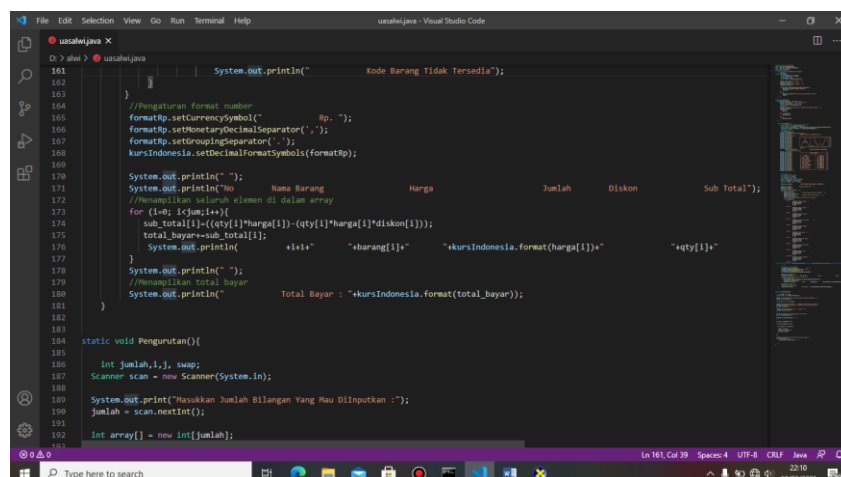 File Edit Selection View Go Run Terminal Help uasalwi.java - Visual Studio Code
uasalwi.java
D: > alwi > uasalwi.java
161 System.out.println(" Kode Barang Tidak Tersedia");
162 }
163 }
164 //Pengaturan format number
165 formatRp.setCurrencySymbol(" Rp. ");
166 formatRp.setMonetaryDecimalSeparator(',');
167 formatRp.setGroupingSeparator('.');
168 kursIndonesia.setDecimalFormatSymbols(formatRp);
169
170 System.out.println(" ");
171 System.out.println("No Nama Barang Harga Jumlah Diskon Sub Total");
172 //Menampilkan seluruh elemen di dalam array
173 for (i=0; i<jum;i++){
174 sub_total[i]=((qty[i]*harga[i])-(qty[i]*harga[i]*diskon[i]));
175 total_bayar+=sub_total[i];
176 System.out.println( +i+1+" "+barang[i]+" "+kursIndonesia.format(harga[i])+" "+qty[i]+"
177 }
178 System.out.println(" ");
179 //Menampilkan total bayar
180 System.out.println(" Total Bayar : "+kursIndonesia.format(total_bayar));
181 }
182
183
184 static void Pengurutan(){
185
186 int jumlah,i,j, swap;
187 Scanner scan = new Scanner(System.in);
188
189 System.out.print("Masukkan Jumlah Bilangan Yang Mau DiInputkan :");
190 jumlah = scan.nextInt();
191
192 int array[] = new int[jumlah];
193
0 0 Ln 161, Col 39 Spaces: 4 UTF-8 CRLF Java
Type here to search 22:10